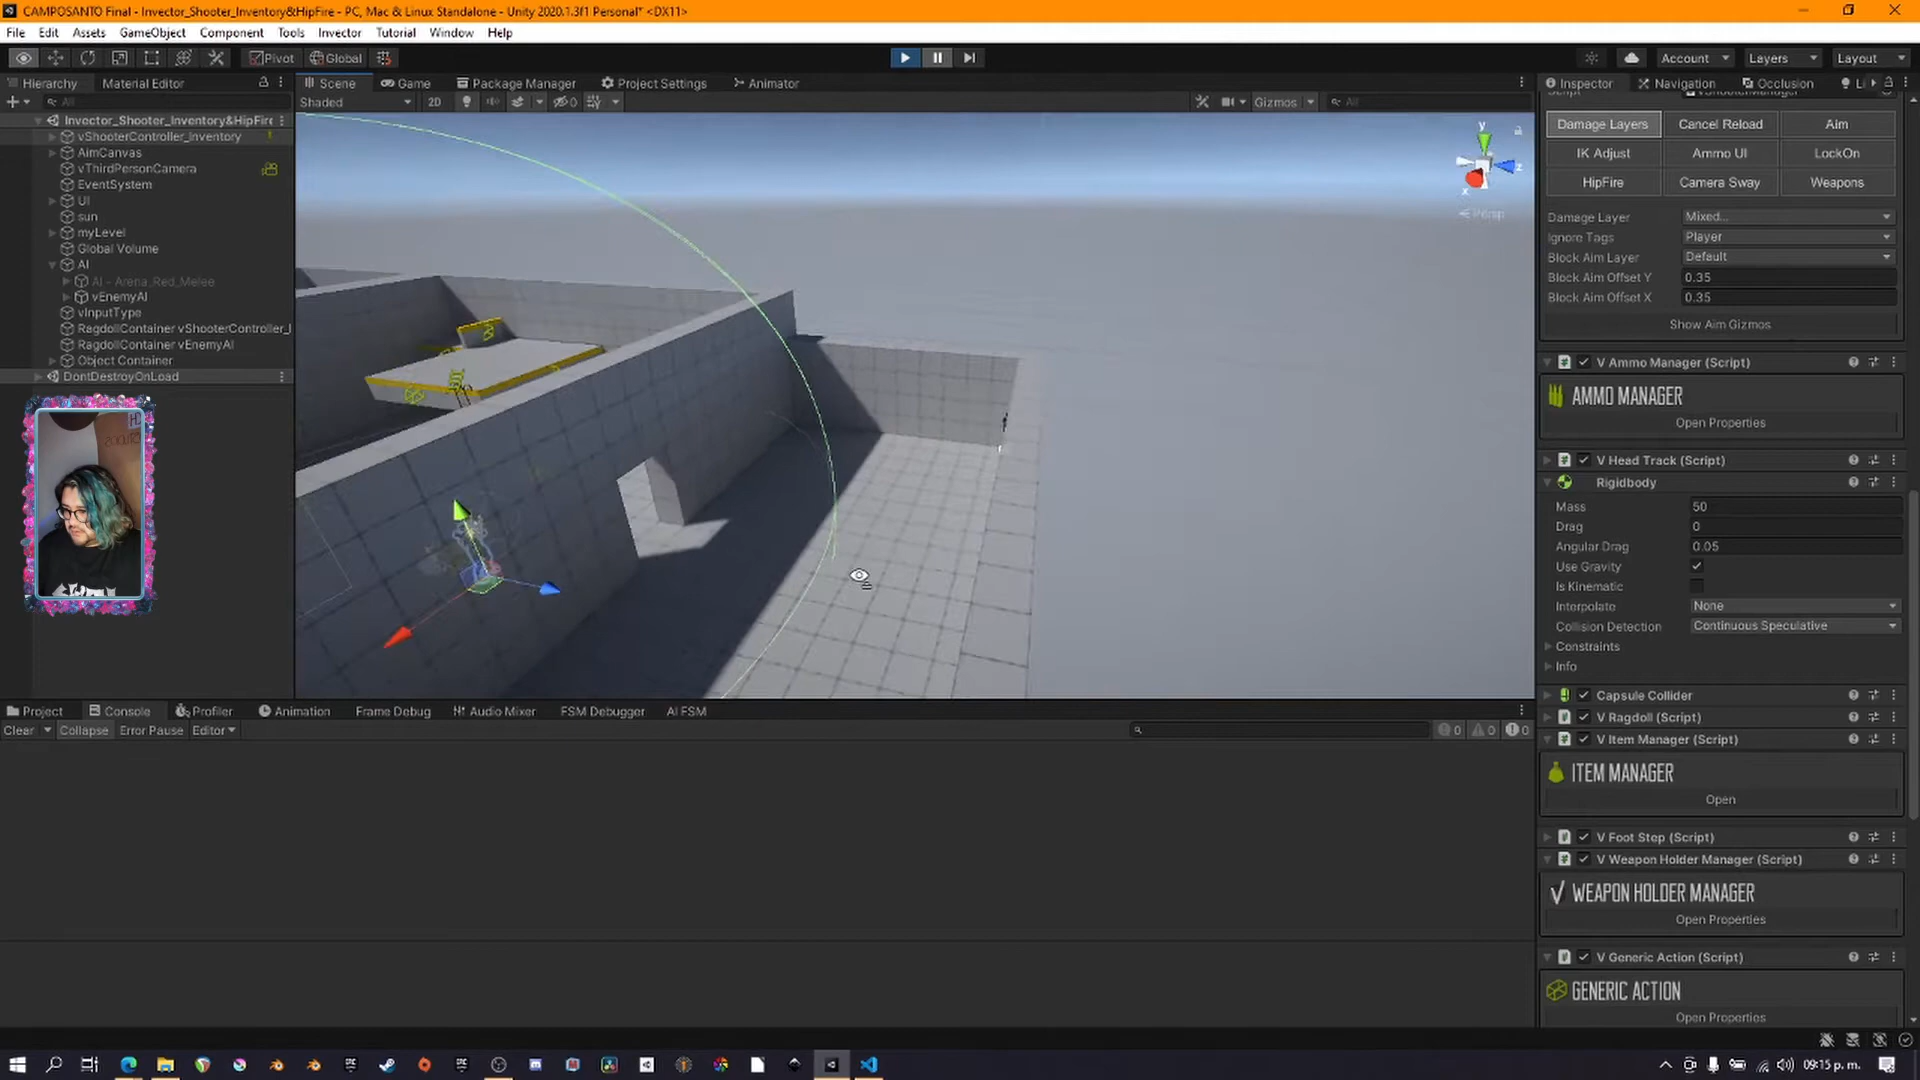 CAMPOSANTO Final - Invector_Shooter_Inventory&HipFire - PC, Mac & Linux Standalone - Unity 2020.1.3f1 Personal* <DX11>
File Edit Assets GameObject Component Tools Invector Tutorial Window Help
Pivot Global Account Layers Layout
Hierarchy Material Editor Scene Game Package Manager Project Settings Animator Inspector Navigation Occlusion
All Shaded 2D 0 Gizmos All
Invector_Shooter_Inventory&HipFire
vShooterController_Inventory
AimCanvas
vThirdPersonCamera
EventSystem
UI
sun
myLevel
Global Volume
AI
AI - Arena_Red_Melee
vEnemyAI
vInputType
RagdollContainer vShooterController_I
RagdollContainer vEnemyAI
Object Container
DontDestroyOnLoad
y
z
x
Persp
Damage Layers Cancel Reload Aim
IK Adjust Ammo UI LockOn
HipFire Camera Sway Weapons
Damage Layer Mixed...
Ignore Tags Player
Block Aim Layer Default
Block Aim Offset Y 0.35
Block Aim Offset X 0.35
Show Aim Gizmos
V Ammo Manager (Script)
AMMO MANAGER
Open Properties
V Head Track (Script)
Rigidbody
Mass 50
Drag 0
Angular Drag 0.05
Use Gravity
Is Kinematic
Interpolate None
Collision Detection Continuous Speculative
Constraints
Info
Capsule Collider
V Ragdoll (Script)
V Item Manager (Script)
ITEM MANAGER
Open
V Foot Step (Script)
V Weapon Holder Manager (Script)
WEAPON HOLDER MANAGER
Open Properties
V Generic Action (Script)
GENERIC ACTION
Open Properties
Project Console Profiler Animation Frame Debug Audio Mixer FSM Debugger AI FSM
Clear Collapse Error Pause Editor 0 0 0
09:15 p. m.